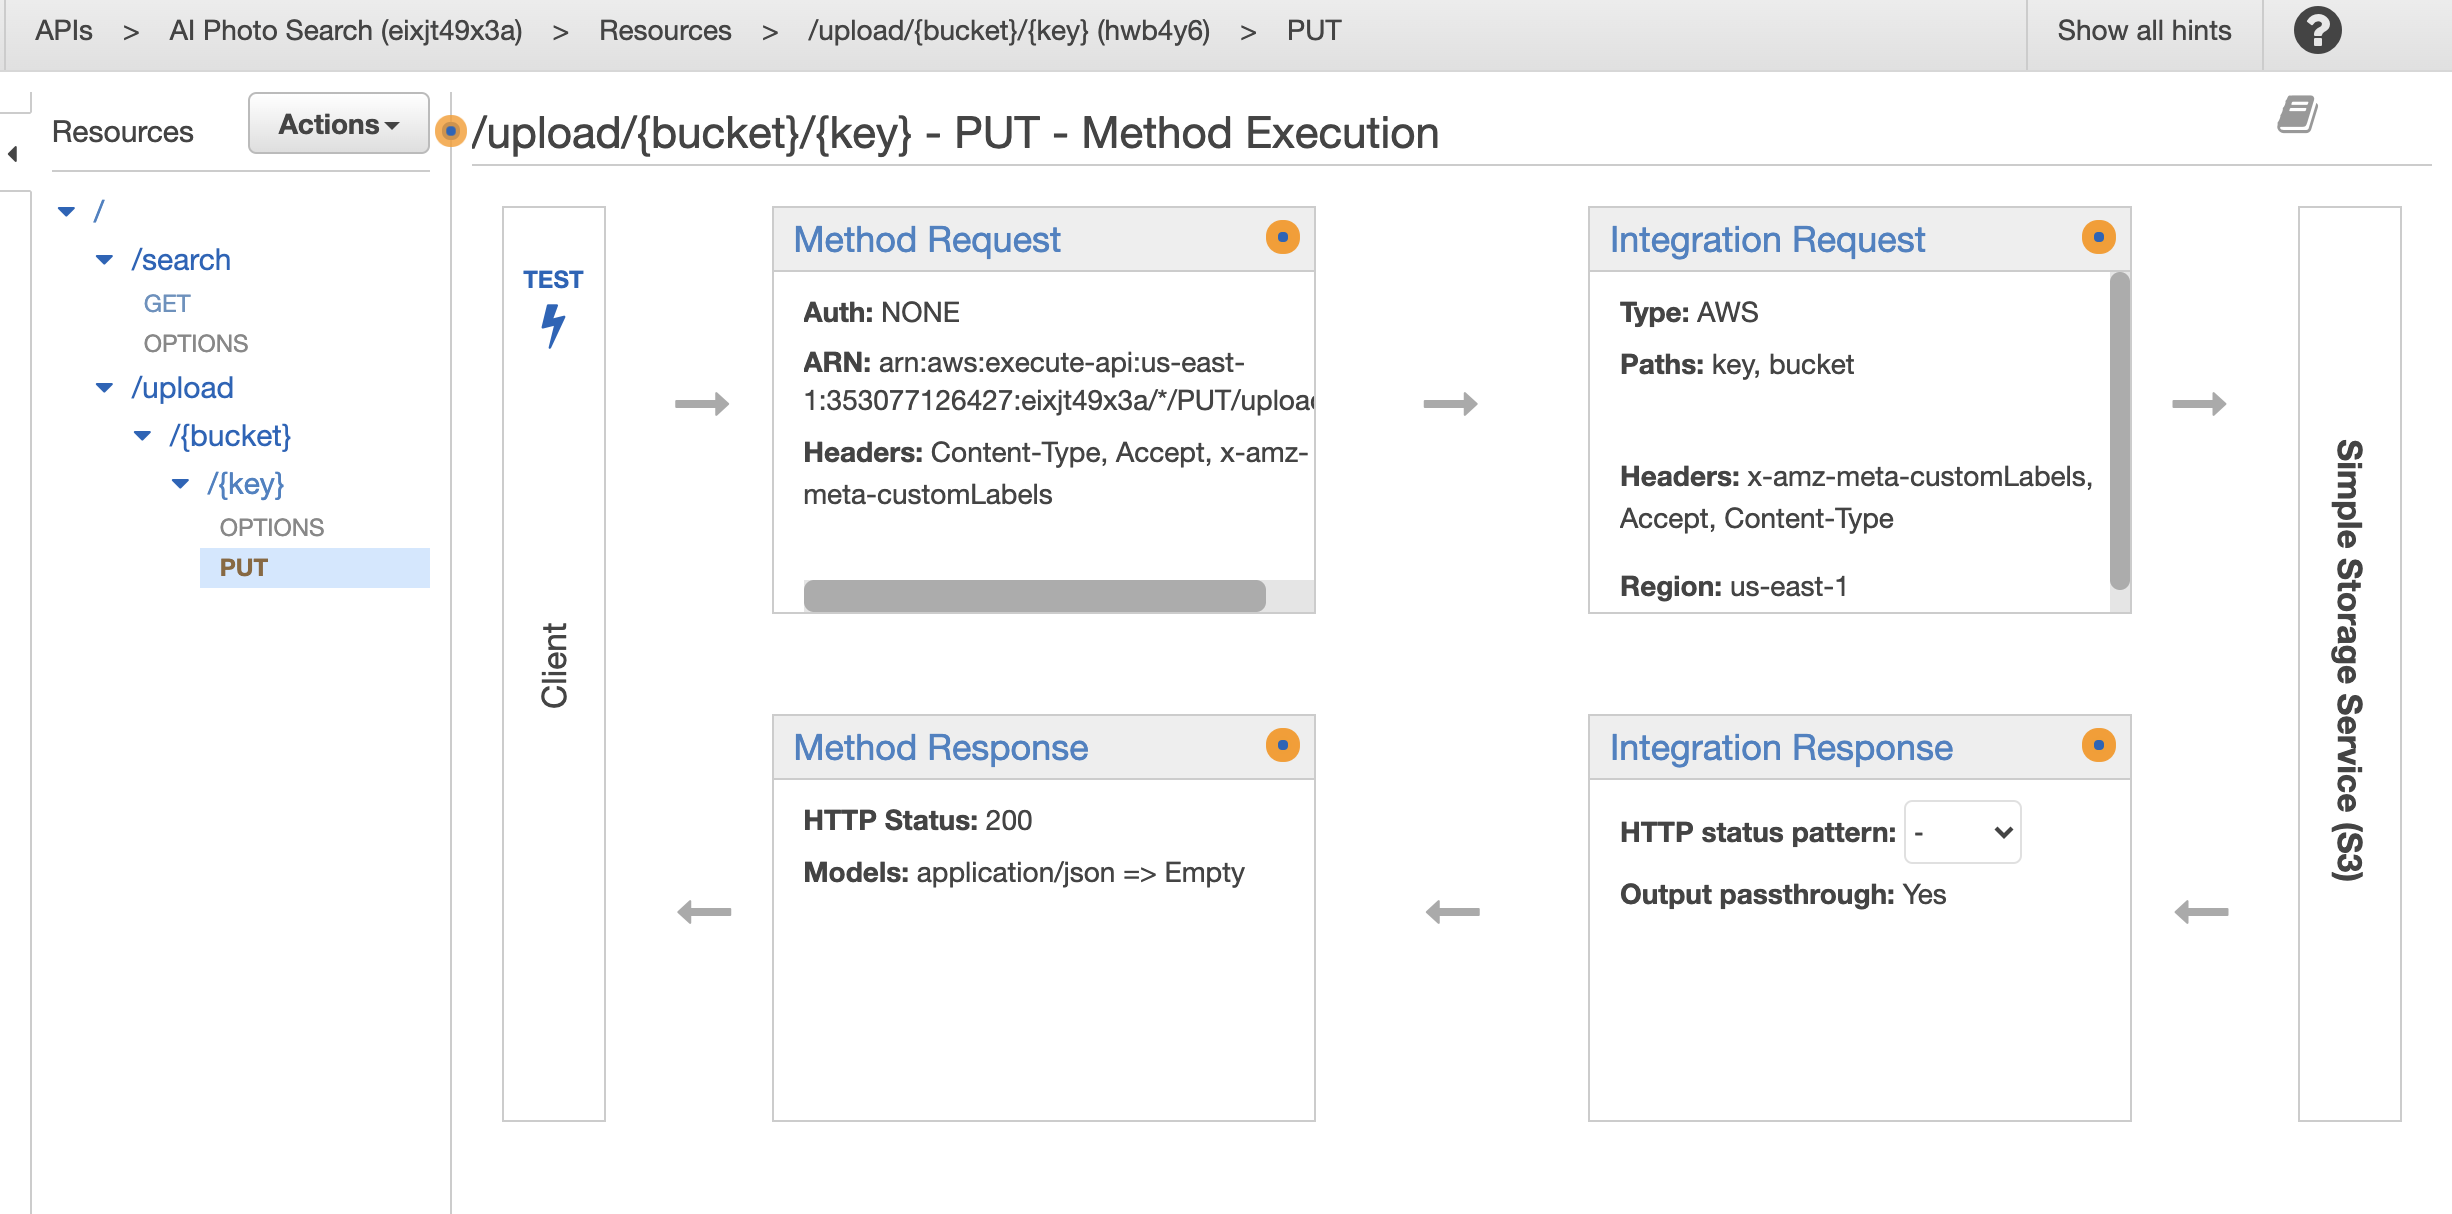 APIs > AI Photo Search (eixjt49x3a) > Resources > /upload/{bucket}/{key} (hwb4y6) > PUT
Show all hints
?
Resources
Actions
/
/search
GET
OPTIONS
/upload
/{bucket}
/{key}
OPTIONS
PUT
/upload/{bucket}/{key} - PUT - Method Execution
TEST
Client
Method Request
Auth: NONE
ARN: arn:aws:execute-api:us-east-
1:353077126427:eixjt49x3a/*/PUT/upload
Headers: Content-Type, Accept, x-amz-
meta-customLabels
Integration Request
Type: AWS
Paths: key, bucket
Headers: x-amz-meta-customLabels,
Accept, Content-Type
Region: us-east-1
Method Response
HTTP Status: 200
Models: application/json => Empty
Integration Response
HTTP status pattern: -
Output passthrough: Yes
Simple Storage Service (S3)